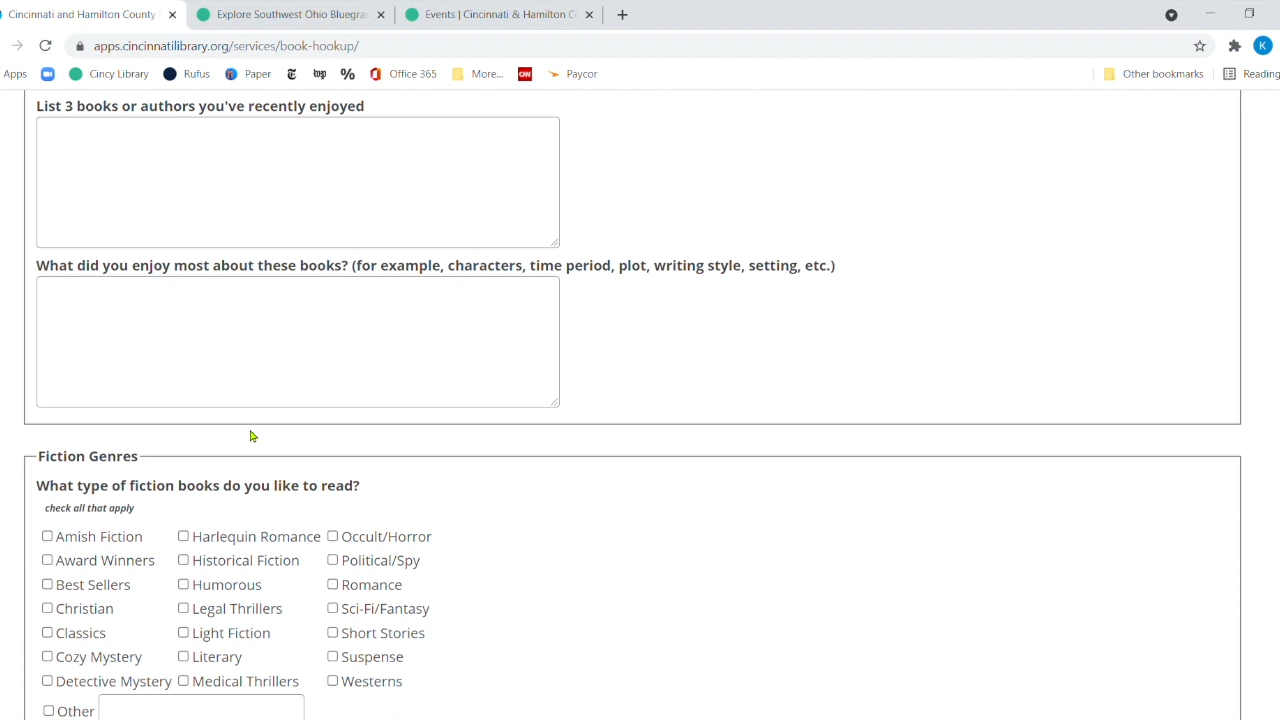 Cincinnati and Hamilton County
Explore Southwest Ohio Bluegra
Events | Cincinnati & Hamilton C
apps.cincinnatilibrary.org/services/book-hookup/
K
Apps Cincy Library Rufus Paper top % Office 365 More... CNN Paycor Other bookmarks Reading
List 3 books or authors you've recently enjoyed
What did you enjoy most about these books? (for example, characters, time period, plot, writing style, setting, etc.)
Fiction Genres
What type of fiction books do you like to read?
check all that apply
Amish Fiction Harlequin Romance Occult/Horror
Award Winners Historical Fiction Political/Spy
Best Sellers Humorous Romance
Christian Legal Thrillers Sci-Fi/Fantasy
Classics Light Fiction Short Stories
Cozy Mystery Literary Suspense
Detective Mystery Medical Thrillers Westerns
Other